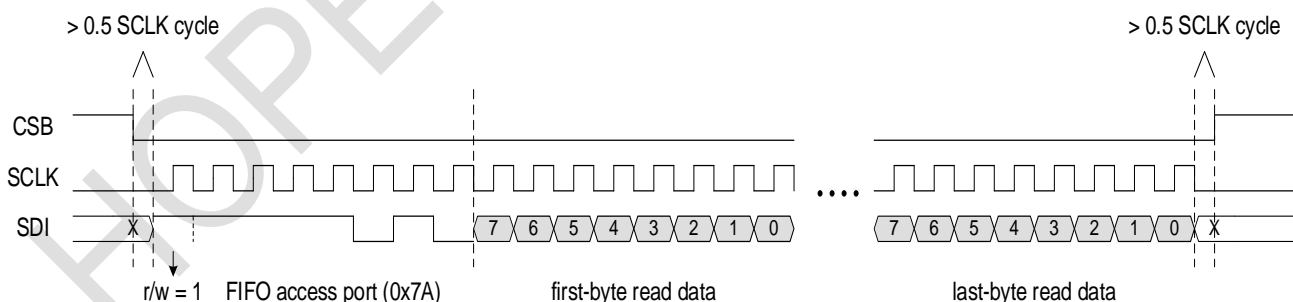 > 0.5 SCLK cycle > 0.5 SCLK cycle
CSB
SCLK
....
SDI X 7 6 5 4 3 2 1 0 7 6 5 4 3 2 1 0 X
r/w = 1 FIFO access port (0x7A) first-byte read data last-byte read data
HOPE